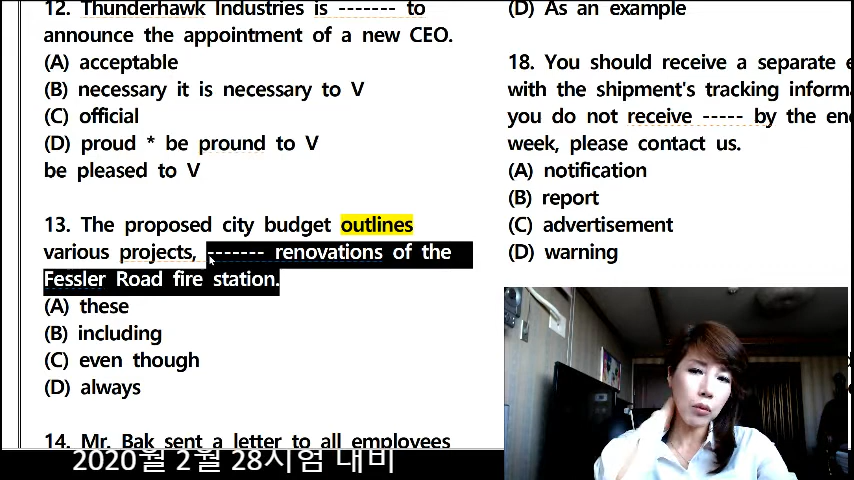 12. Thunderhawk Industries is ------- to
announce the appointment of a new CEO.
(A) acceptable
(B) necessary it is necessary to V
(C) official
(D) proud * be pround to V
be pleased to V
13. The proposed city budget outlines
various projects, ------- renovations of the
Fessler Road fire station.
(A) these
(B) including
(C) even though
(D) always
14. Mr. Bak sent a letter to all employees
(D) As an example
18. You should receive a separate e
with the shipment's tracking inform
you do not receive ----- by the en
week, please contact us.
(A) notification
(B) report
(C) advertisement
(D) warning
2020월 2월 28시험 대비